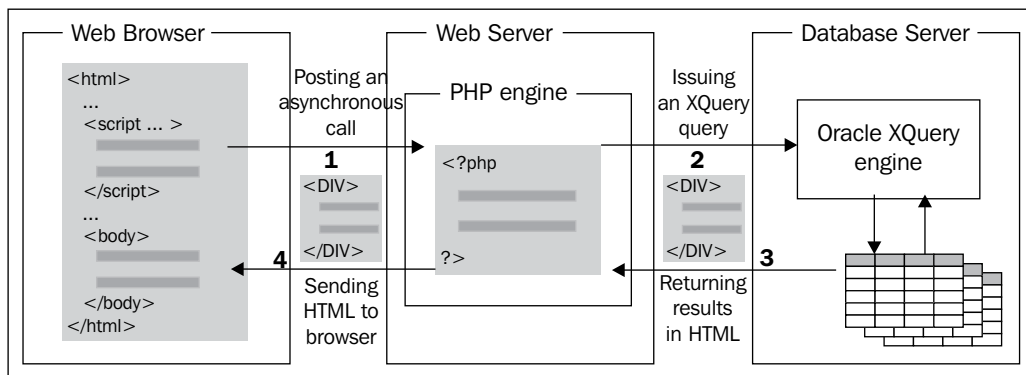 Web Browser
<html>
...
<script ... >
</script>
...
<body>
</body>
</html>
Posting an
asynchronous
call
1
<DIV>
</DIV>
4
Sending
HTML to
browser
Web Server
PHP engine
<?php
?>
Issuing
an XQuery
query
2
<DIV>
</DIV>
3
Returning
results
in HTML
Database Server
Oracle XQuery
engine